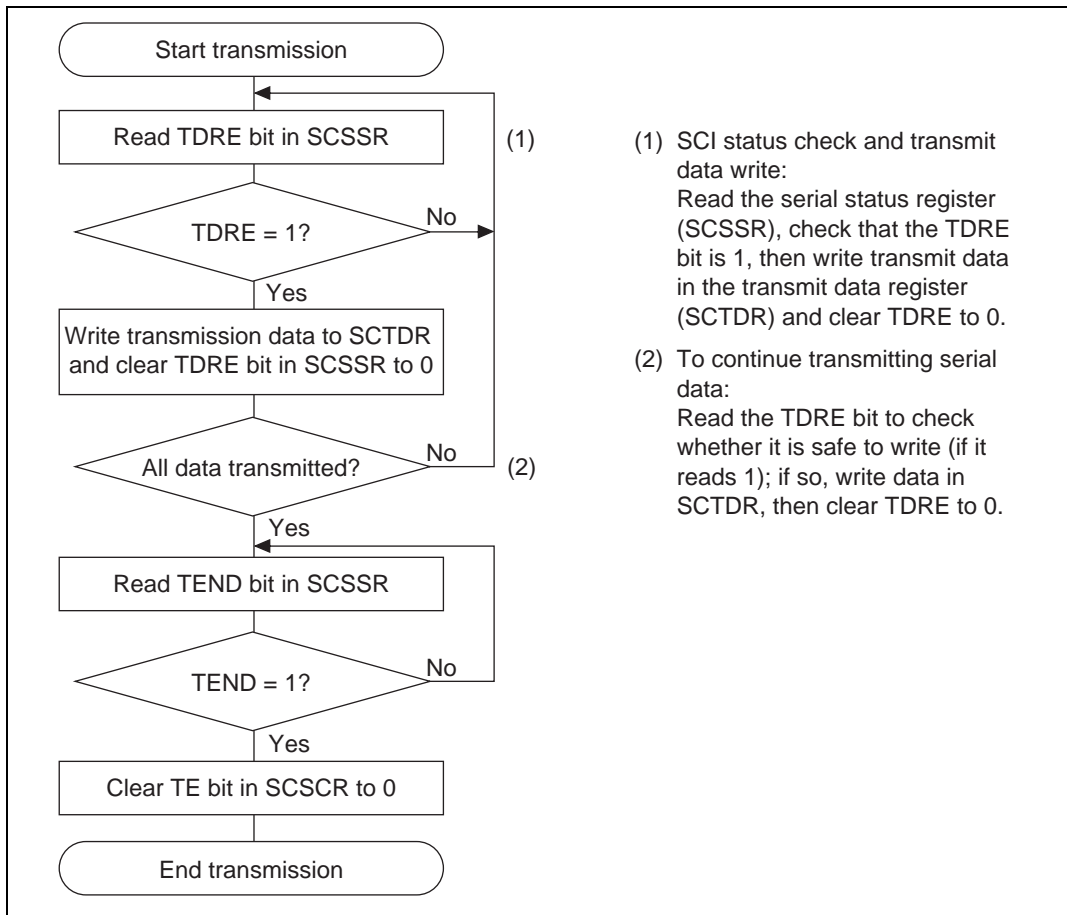 Start transmission
Read TDRE bit in SCSSR
(1)
TDRE = 1?
No
Yes
Write transmission data to SCTDR
and clear TDRE bit in SCSSR to 0
All data transmitted?
No
(2)
Yes
Read TEND bit in SCSSR
TEND = 1?
No
Yes
Clear TE bit in SCSCR to 0
End transmission
(1) SCI status check and transmit
data write:
Read the serial status register
(SCSSR), check that the TDRE
bit is 1, then write transmit data
in the transmit data register
(SCTDR) and clear TDRE to 0.
(2) To continue transmitting serial
data:
Read the TDRE bit to check
whether it is safe to write (if it
reads 1); if so, write data in
SCTDR, then clear TDRE to 0.